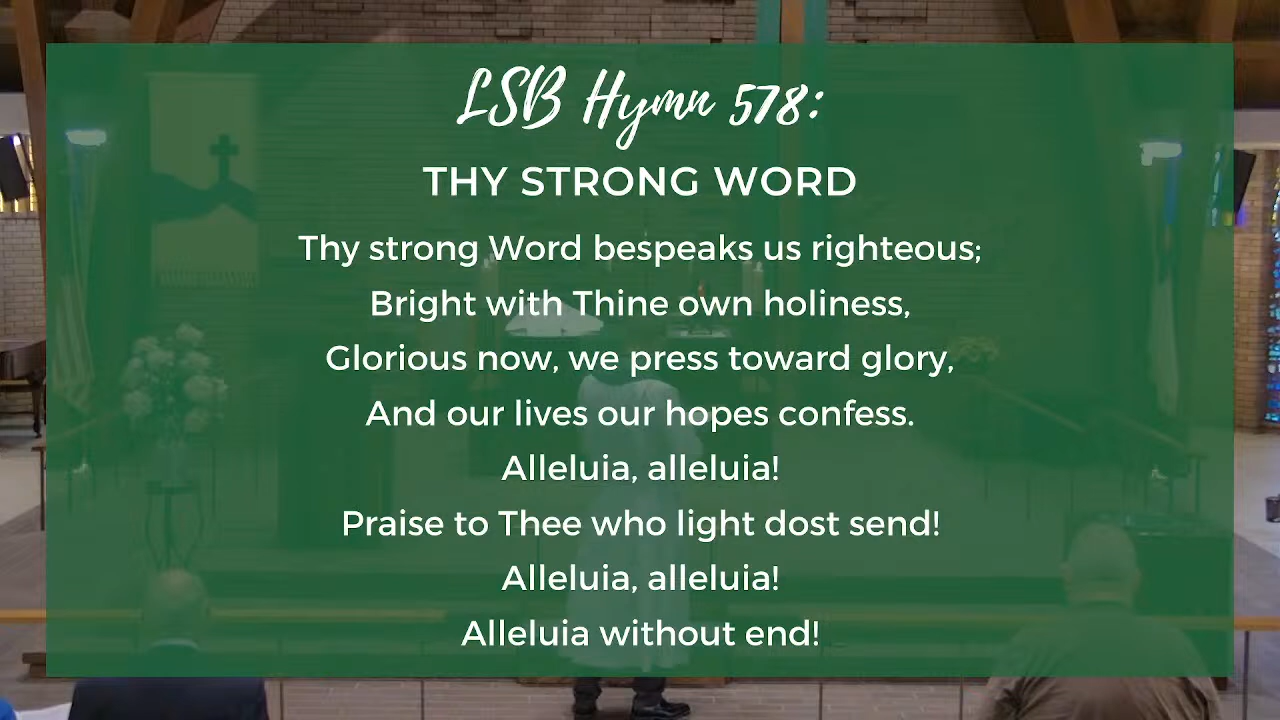 LSB Hymn 578:
THY STRONG WORD
Thy strong Word bespeaks us righteous;
Bright with Thine own holiness,
Glorious now, we press toward glory,
And our lives our hopes confess.
Alleluia, alleluia!
Praise to Thee who light dost send!
Alleluia, alleluia!
Alleluia without end!